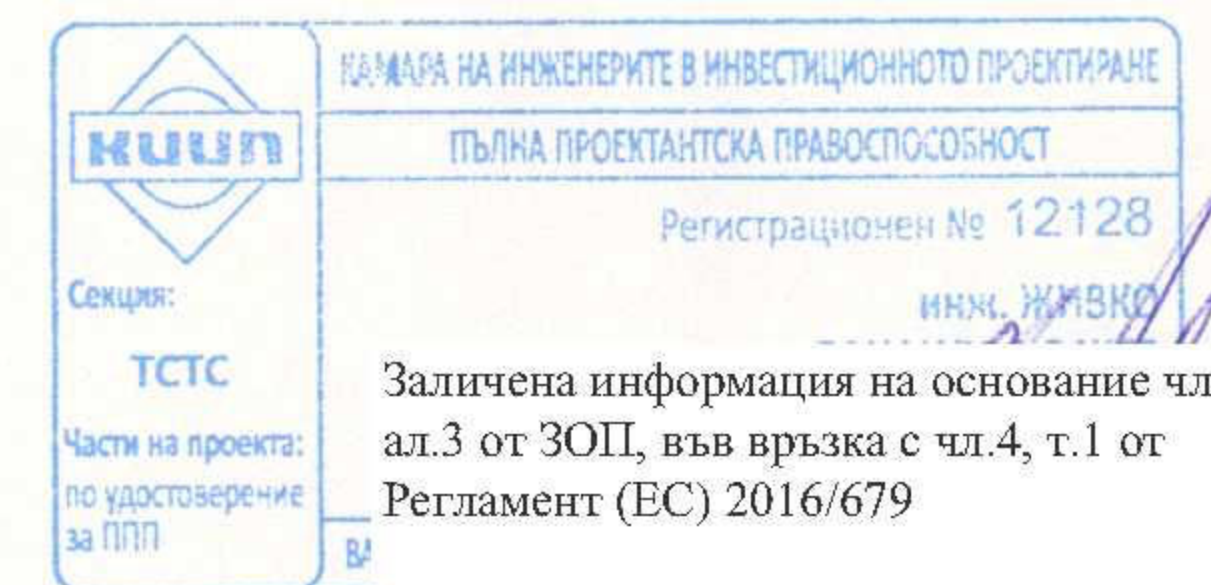 КАМАРА НА ИНЖЕНЕРИТЕ В ИНВЕСТИЦИОННОТО ПРОЕКТИРАНЕ
КИИП
ПЪЛНА ПРОЕКТАНТСКА ПРАВОСПОСОБНОСТ
Регистрационен № 12128
Секция:
инж. ЖИВКО
ТСТС
Заличена информация на основание чл
ал.3 от ЗОП, във връзка с чл.4, т.1 от
Регламент (ЕС) 2016/679
Части на проекта:
по удостоверение
за ППП
ВА